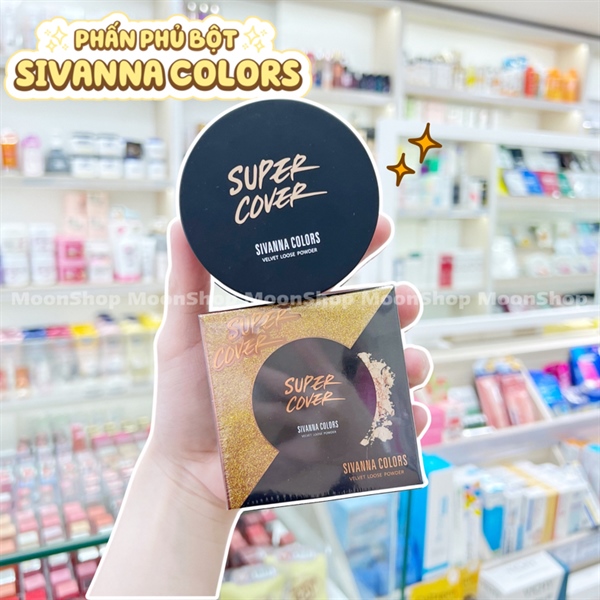 PHẤN PHỦ BỘT
SIVANNA COLORS
SUPER
COVER
SIVANNA COLORS
VELVET LOOSE POWDER
MoonShop MoonShop MoonShop MoonShop MoonShop
SUPER
COVER
SUPER
COVER
SIVANNA COLORS
VELVET LOOSE POWDER
SIVANNA COLORS
VELVET LOOSE POWDER